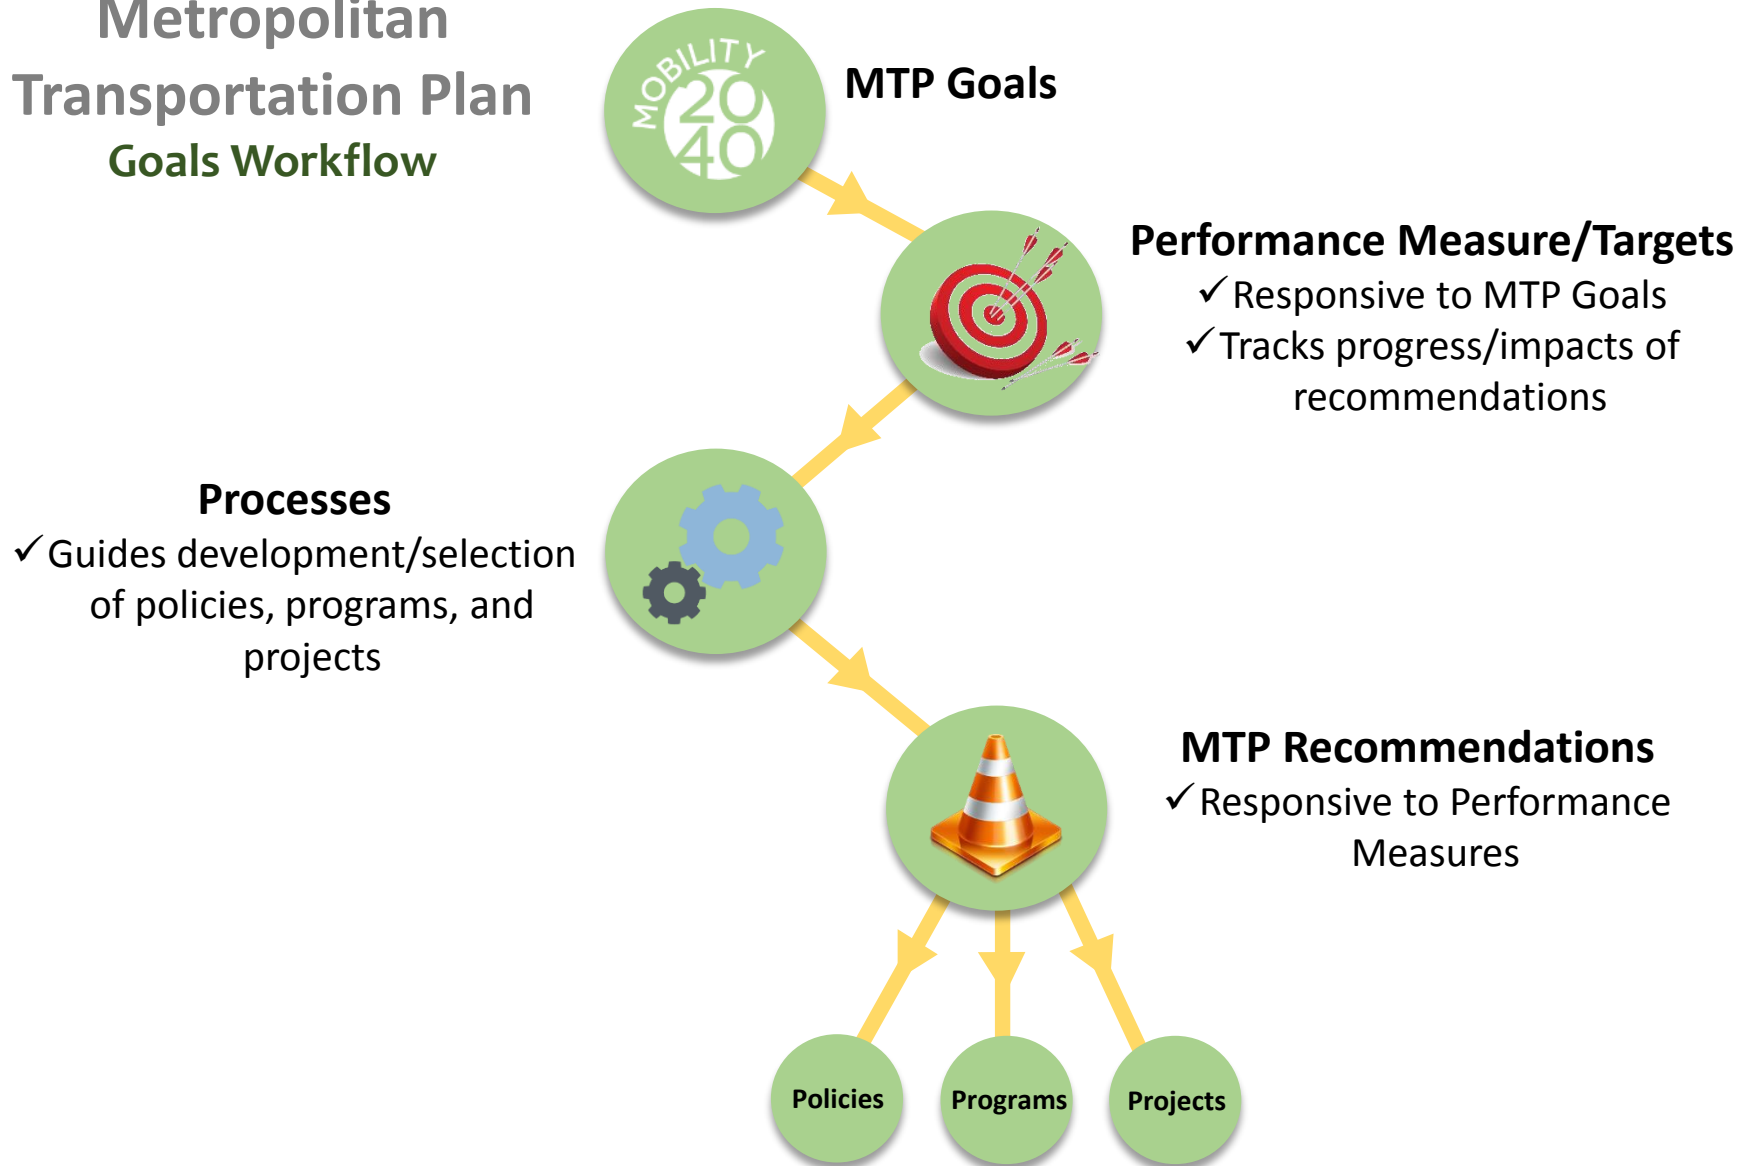 Metropolitan
Transportation Plan
Goals Workflow
MOBILITY
20
40
MTP Goals
Performance Measure/Targets
✓Responsive to MTP Goals
✓Tracks progress/impacts of
recommendations
Processes
✓Guides development/selection
of policies, programs, and
projects
MTP Recommendations
✓Responsive to Performance
Measures
Policies
Programs
Projects